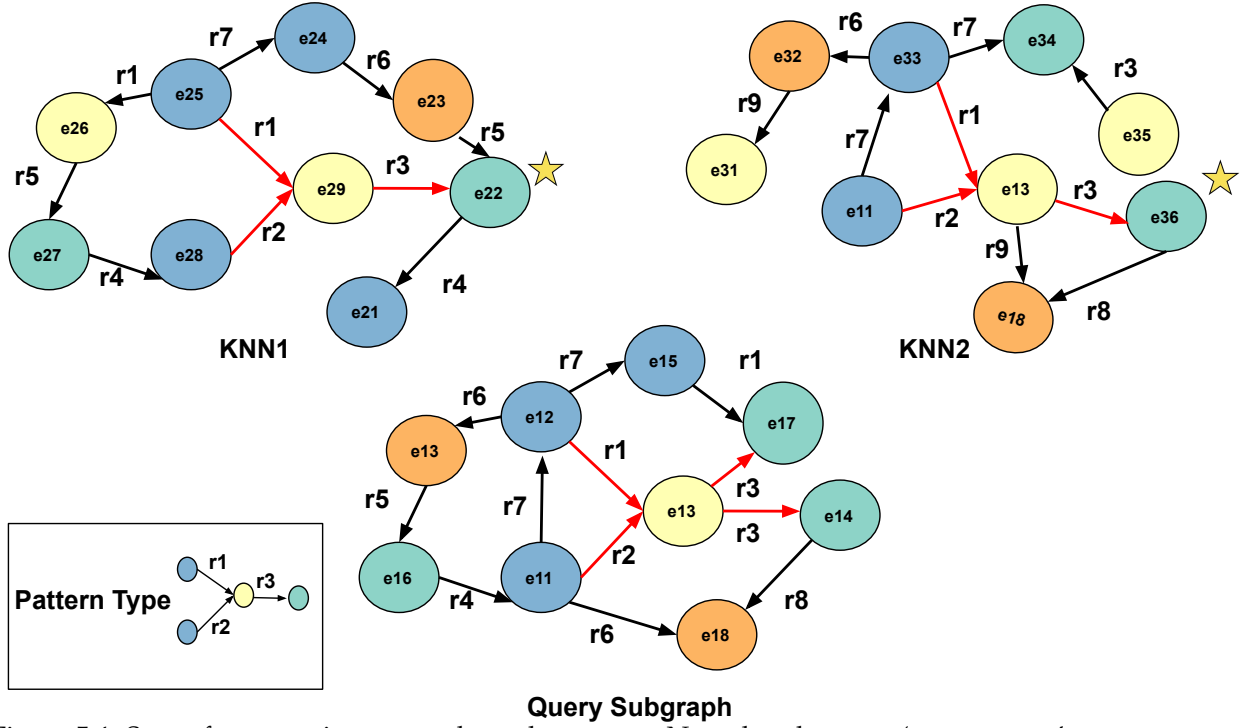 r7
e24
r6
r1
e25
e23
e26
r1
r5
r5
r3
e29
e22
r2
e27
e28
r4
r4
e21
KNN1
r6
r7
e34
e32
e33
r3
r9
r1
e35
r7
e31
e13
r3
e11
r2
e36
r9
e18
r8
KNN2
r7
e15
r1
r6
e12
e17
e13
r1
r5
r7
r3
e13
e14
r3
r2
e16
e11
r4
r8
r6
e18
Pattern Type
r1
r3
r2
Query Subgraph